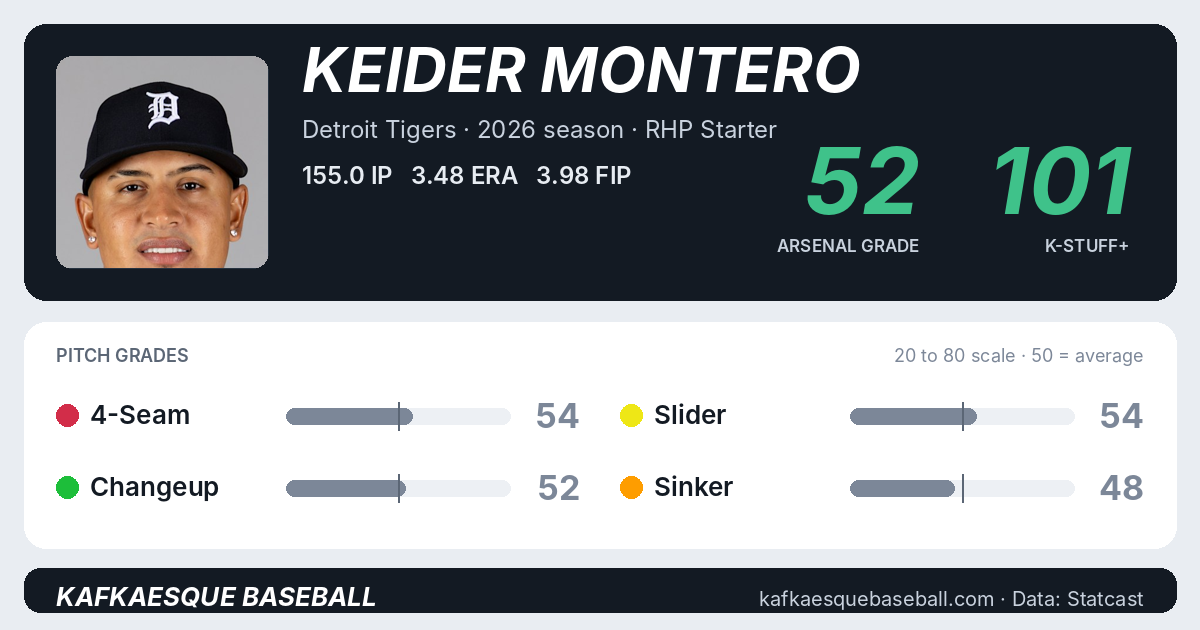 KEIDER MONTERO
Detroit Tigers · 2026 season · RHP Starter
155.0 IP 3.48 ERA 3.98 FIP
52 101
ARSENAL GRADE K-STUFF+
PITCH GRADES 20 to 80 scale · 50 = average
4-Seam 54 Slider 54
Changeup 52 Sinker 48
KAFKAESQUE BASEBALL kafkaesquebaseball.com · Data: Statcast